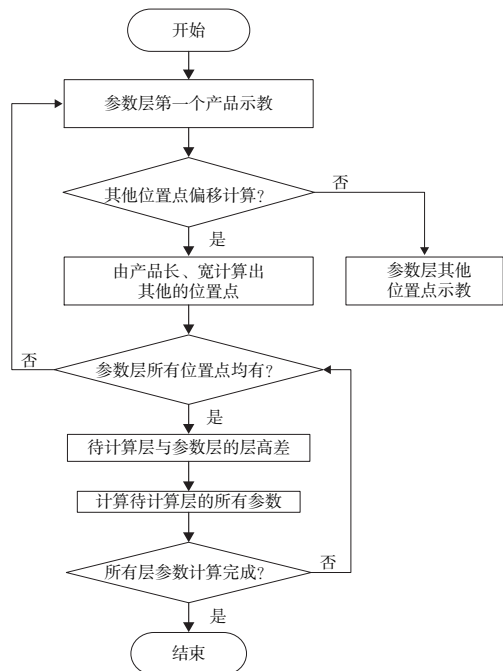 开始
参数层第一个产品示教
其他位置点偏移计算?
否
是
由产品长、宽计算出
其他的位置点
参数层其他
位置点示教
否
参数层所有位置点均有?
是
待计算层与参数层的层高差
计算待计算层的所有参数
否
所有层参数计算完成?
是
结束